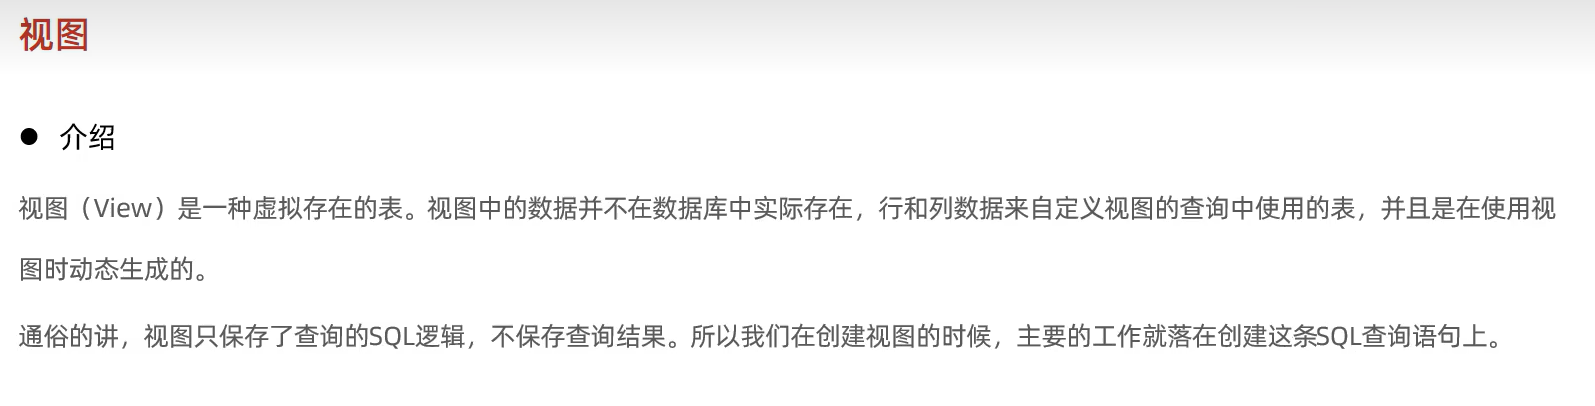 视图
● 介绍
视图（View）是一种虚拟存在的表。视图中的数据并不在数据库中实际存在，行和列数据来自定义视图的查询中使用的表，并且是在使用视
图时动态生成的。
通俗的讲，视图只保存了查询的SQL逻辑，不保存查询结果。所以我们在创建视图的时候，主要的工作就落在创建这条SQL查询语句上。